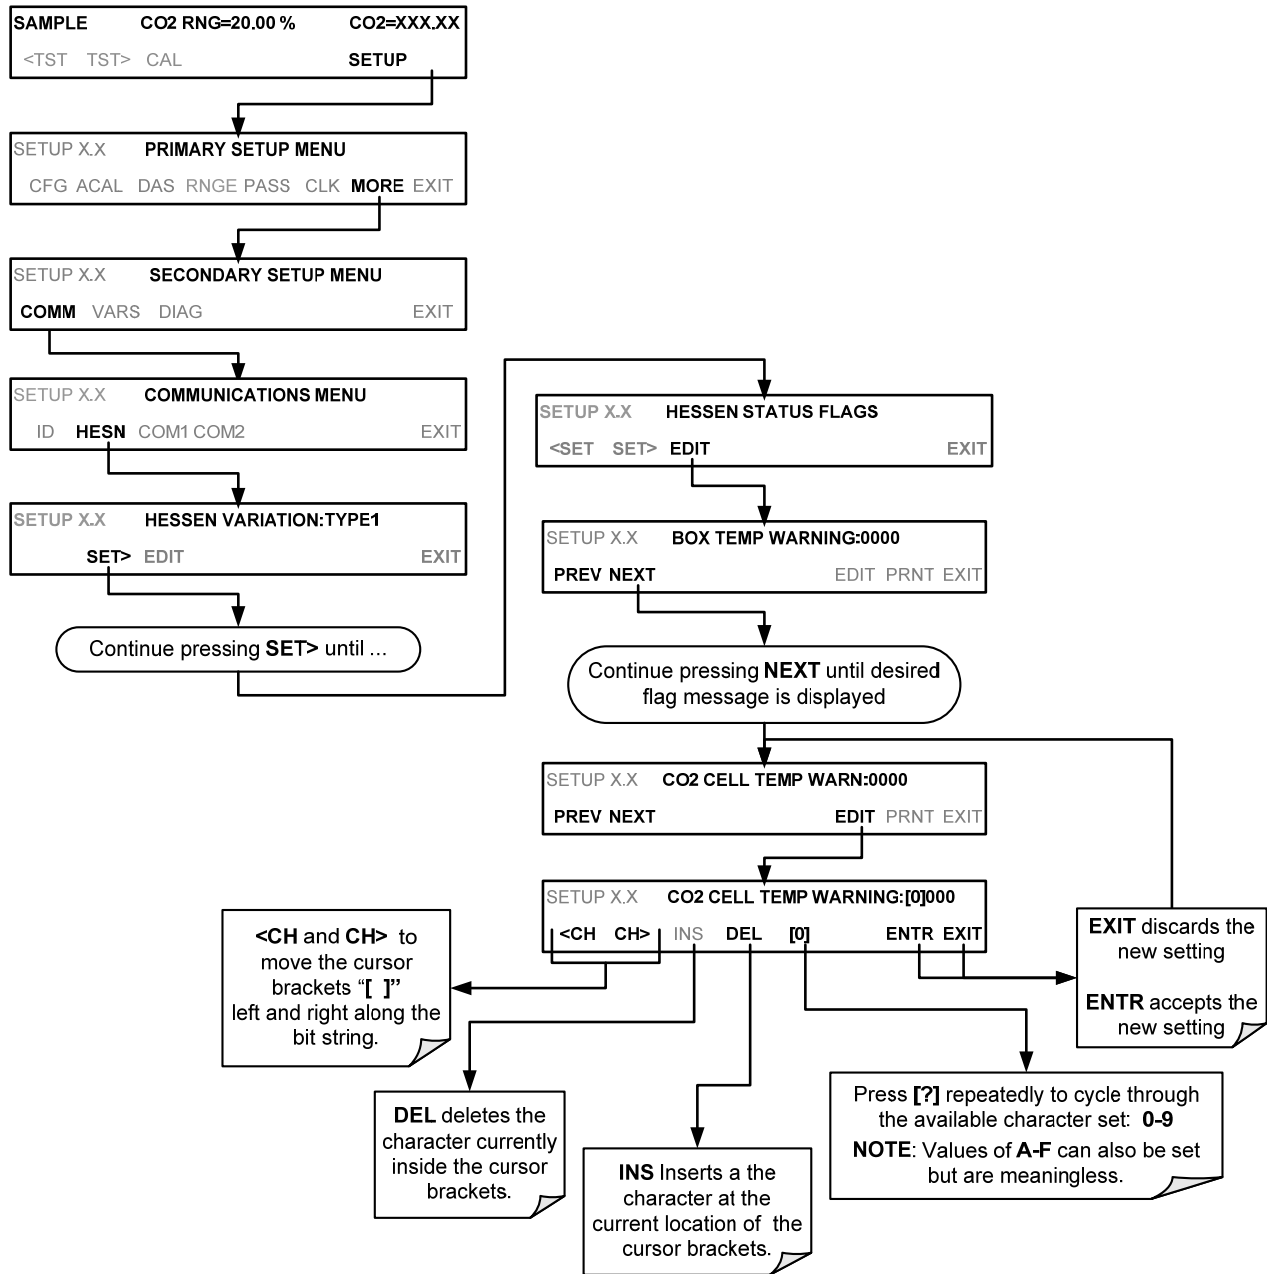 SAMPLE CO2 RNG=20.00 % CO2=XXX.XX
<TST TST> CAL SETUP
SETUP X.X PRIMARY SETUP MENU
CFG ACAL DAS RNGE PASS CLK MORE EXIT
SETUP X.X SECONDARY SETUP MENU
COMM VARS DIAG EXIT
SETUP X.X COMMUNICATIONS MENU
ID HESN COM1 COM2 EXIT
SETUP X.X HESSEN VARIATION:TYPE1
SET> EDIT EXIT
Continue pressing SET> until ...
SETUP X.X HESSEN STATUS FLAGS
<SET SET> EDIT EXIT
SETUP X.X BOX TEMP WARNING:0000
PREV NEXT EDIT PRNT EXIT
Continue pressing NEXT until desired
flag message is displayed
SETUP X.X CO2 CELL TEMP WARN:0000
PREV NEXT EDIT PRNT EXIT
SETUP X.X CO2 CELL TEMP WARNING:[0]000
<CH CH> INS DEL [0] ENTR EXIT
<CH and CH> to
move the cursor
brackets “[ ]”
left and right along the
bit string.
DEL deletes the
character currently
inside the cursor
brackets.
INS Inserts a the
character at the
current location of the
cursor brackets.
Press [?] repeatedly to cycle through
the available character set: 0-9
NOTE: Values of A-F can also be set
but are meaningless.
EXIT discards the
new setting
ENTR accepts the
new setting